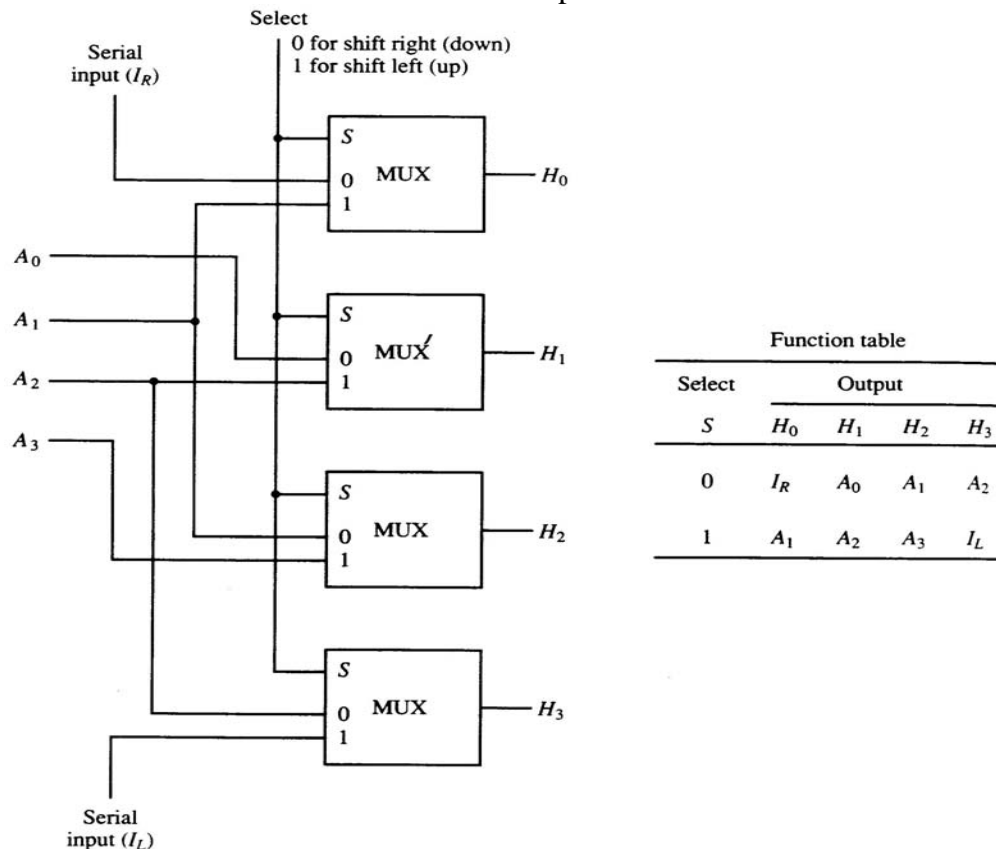 Select
0 for shift right (down)
1 for shift left (up)
Serial
input (I_R)
S
MUX
0
1
H_0
A_0
A_1
A_2
A_3
S
MUX
0
1
H_1
S
MUX
0
1
H_2
S
MUX
0
1
H_3
Serial
input (I_L)
Function table
Select Output
S H_0 H_1 H_2 H_3
0 I_R A_0 A_1 A_2
1 A_1 A_2 A_3 I_L